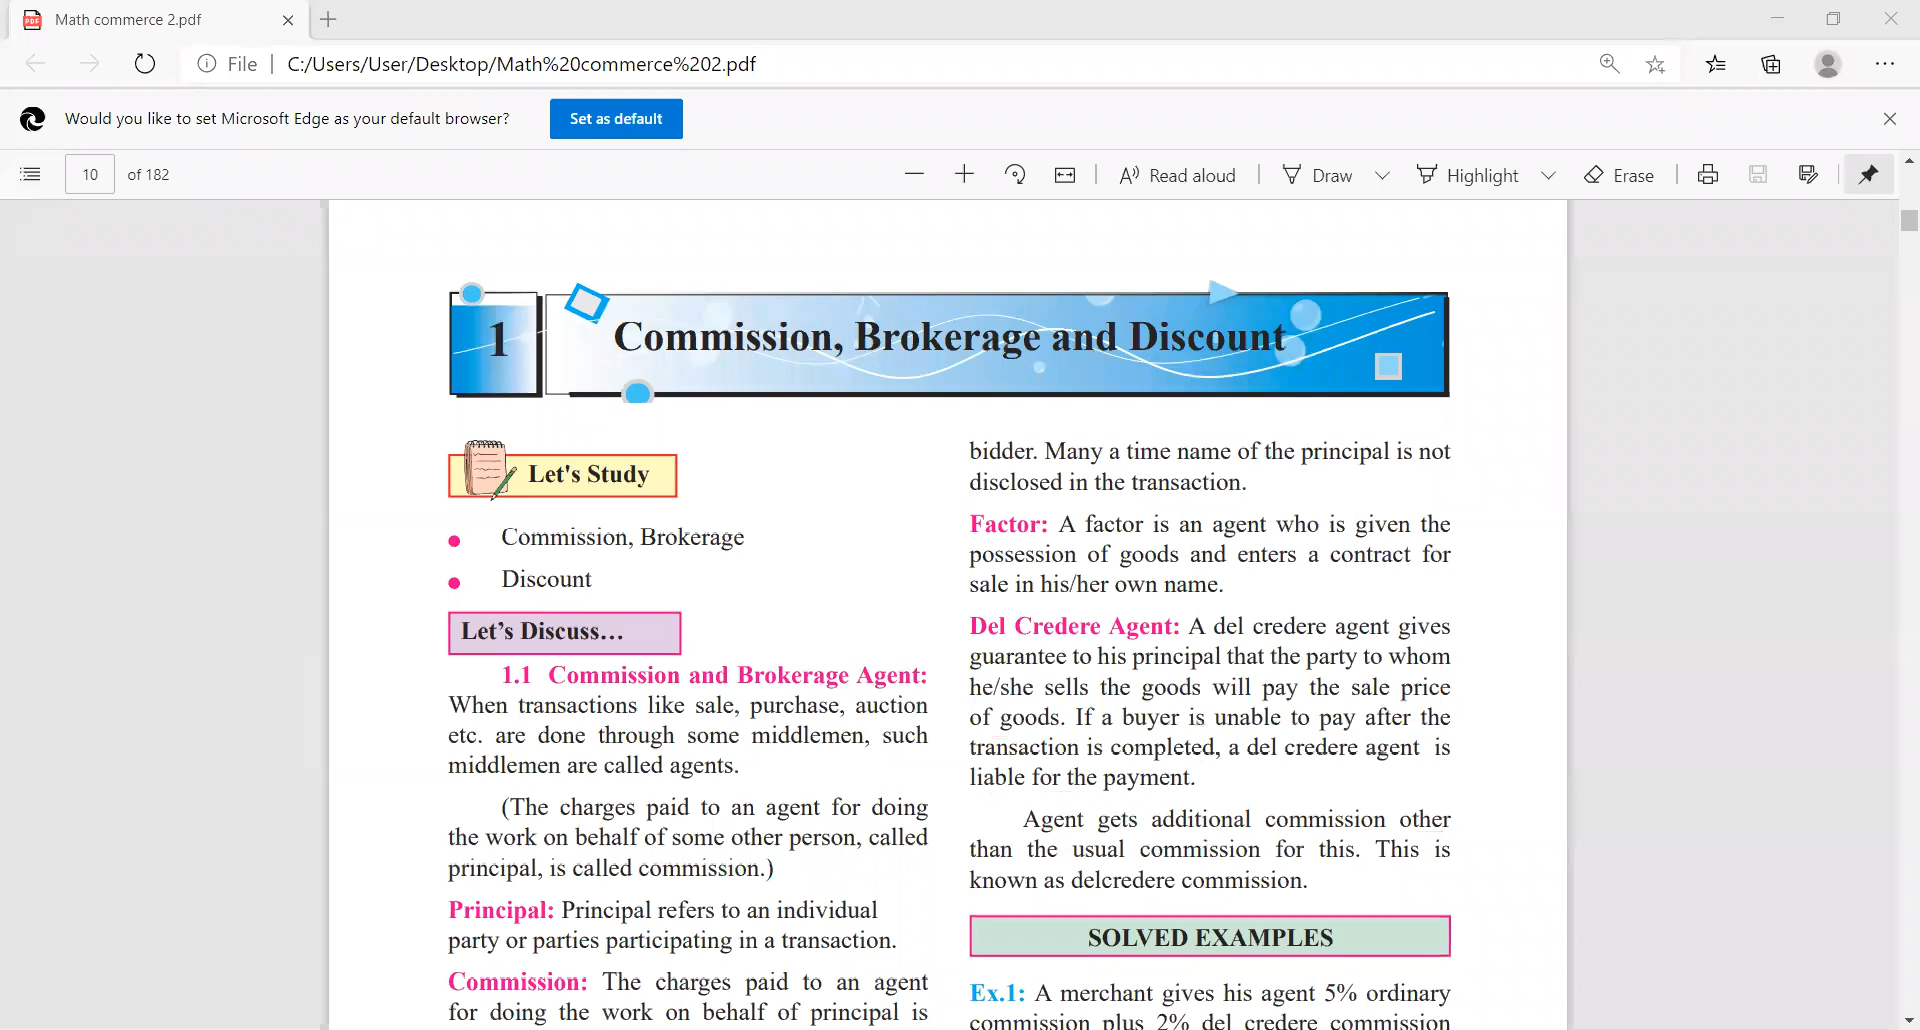 Math commerce 2.pdf
File
C:/Users/User/Desktop/Math%20commerce%202.pdf
Would you like to set Microsoft Edge as your default browser?
Set as default
10 of 182
Read aloud
Draw
Highlight
Erase
1
Commission, Brokerage and Discount
Let's Study
Commission, Brokerage
Discount
Let’s Discuss…
1.1 Commission and Brokerage Agent:
When transactions like sale, purchase, auction
etc. are done through some middlemen, such
middlemen are called agents.
(The charges paid to an agent for doing
the work on behalf of some other person, called
principal, is called commission.)
Principal: Principal refers to an individual
party or parties participating in a transaction.
Commission: The charges paid to an agent
for doing the work on behalf of principal is
bidder. Many a time name of the principal is not
disclosed in the transaction.
Factor: A factor is an agent who is given the
possession of goods and enters a contract for
sale in his/her own name.
Del Credere Agent: A del credere agent gives
guarantee to his principal that the party to whom
he/she sells the goods will pay the sale price
of goods. If a buyer is unable to pay after the
transaction is completed, a del credere agent is
liable for the payment.
Agent gets additional commission other
than the usual commission for this. This is
known as delcredere commission.
SOLVED EXAMPLES
Ex.1: A merchant gives his agent 5% ordinary
commission plus 2% del credere commission